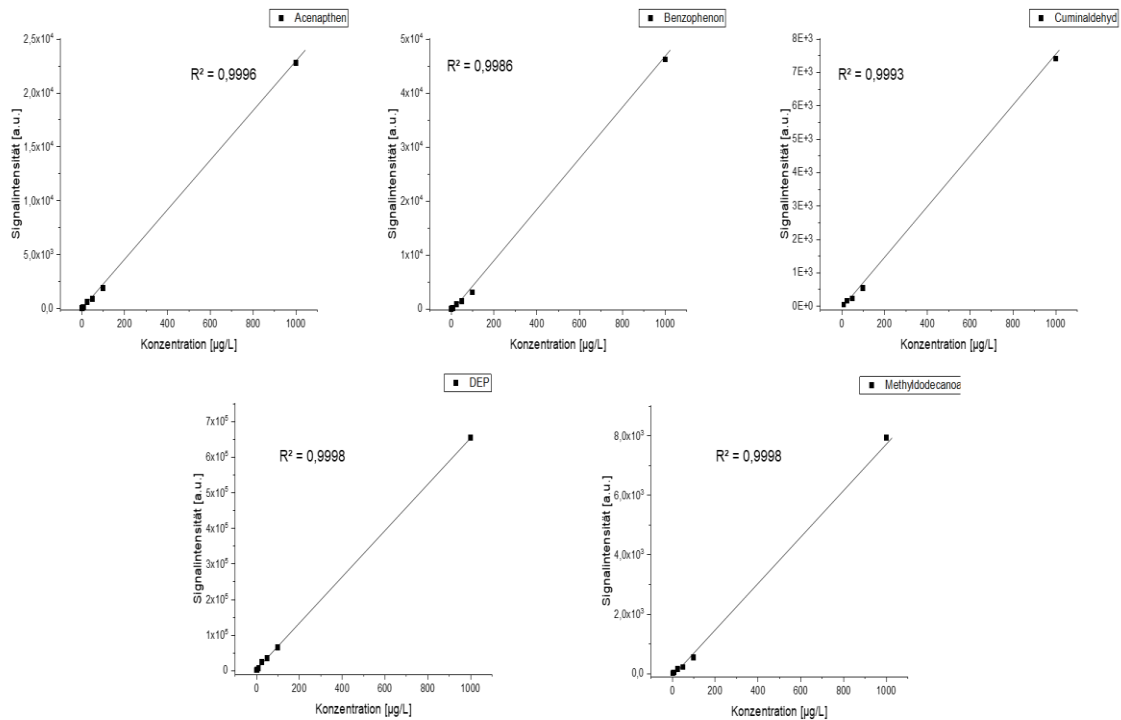 Acenapthen
R² = 0,9996
Signalintensität [a.u.]
2,5x10⁴
2,0x10⁴
1,5x10⁴
1,0x10⁴
5,0x10³
0,0
0 200 400 600 800 1000
Konzentration [µg/L]
Benzophenon
R² = 0,9986
Signalintensität [a.u.]
5x10⁴
4x10⁴
3x10⁴
2x10⁴
1x10⁴
0
0 200 400 600 800 1000
Konzentration [µg/L]
Cuminaldehyd
R² = 0,9993
Signalintensität [a.u.]
8E+3
7E+3
6E+3
5E+3
4E+3
3E+3
2E+3
1E+3
0E+3
0 200 400 600 800 1000
Konzentration [µg/L]
DEP
R² = 0,9998
Signalintensität [a.u.]
7x10⁵
6x10⁵
5x10⁵
4x10⁵
3x10⁵
2x10⁵
1x10⁵
0
0 200 400 600 800 1000
Konzentration [µg/L]
Methyldodecanoa
R² = 0,9998
Signalintensität [a.u.]
8,0x10³
6,0x10³
4,0x10³
2,0x10³
0,0
0 200 400 600 800 1000
Konzentration [µg/L]